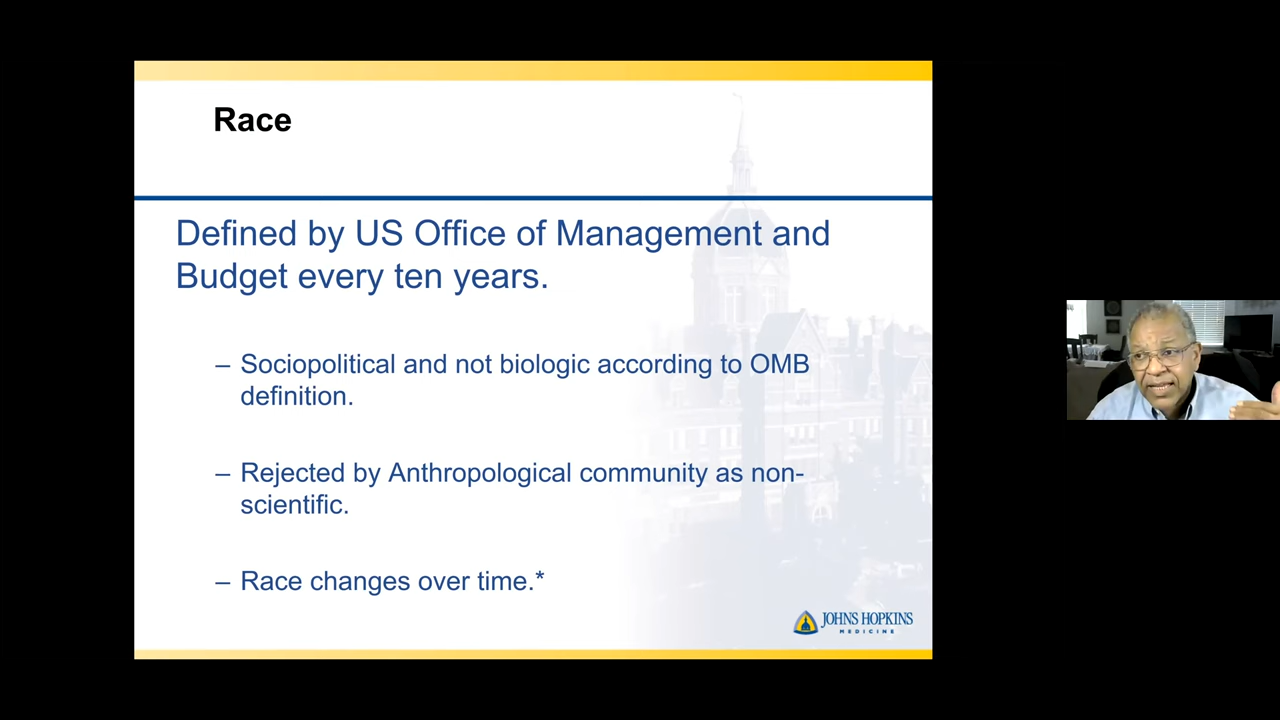 Race
Defined by US Office of Management and
Budget every ten years.
– Sociopolitical and not biologic according to OMB
definition.
– Rejected by Anthropological community as non-
scientific.
– Race changes over time.*
JOHNS HOPKINS
MEDICINE